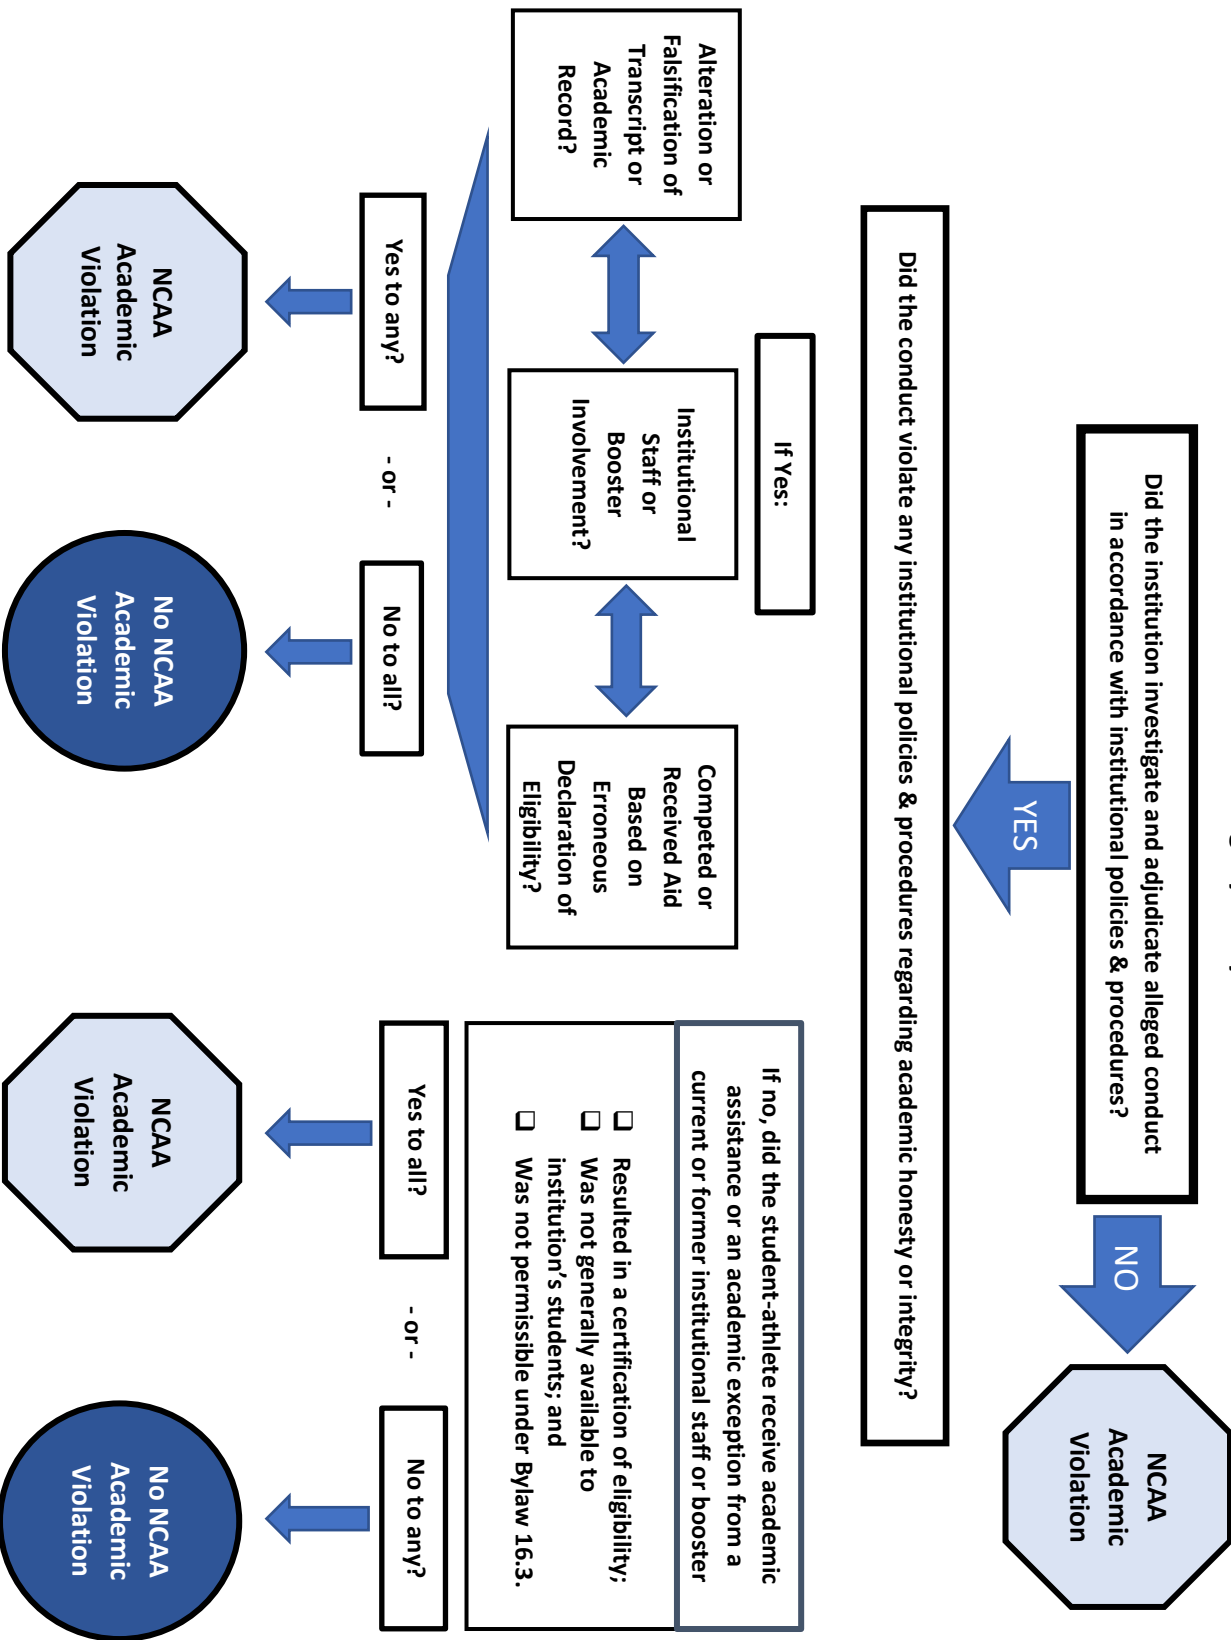 Did the institution investigate and adjudicate alleged conduct
in accordance with institutional policies & procedures?
NO
NCAA
Academic
Violation
YES
Did the conduct violate any institutional policies & procedures regarding academic honesty or integrity?
If Yes:
Alteration or
Falsification of
Transcript or
Academic
Record?
Institutional
Staff or
Booster
Involvement?
Competed or
Received Aid
Based on
Erroneous
Declaration of
Eligibility?
Yes to any?
- or -
No to all?
NCAA
Academic
Violation
No NCAA
Academic
Violation
If no, did the student-athlete receive academic
assistance or an academic exception from a
current or former institutional staff or booster
❑ Resulted in a certification of eligibility;
❑ Was not generally available to
institution’s students; and
❑ Was not permissible under Bylaw 16.3.
Yes to all?
- or -
No to any?
NCAA
Academic
Violation
No NCAA
Academic
Violation